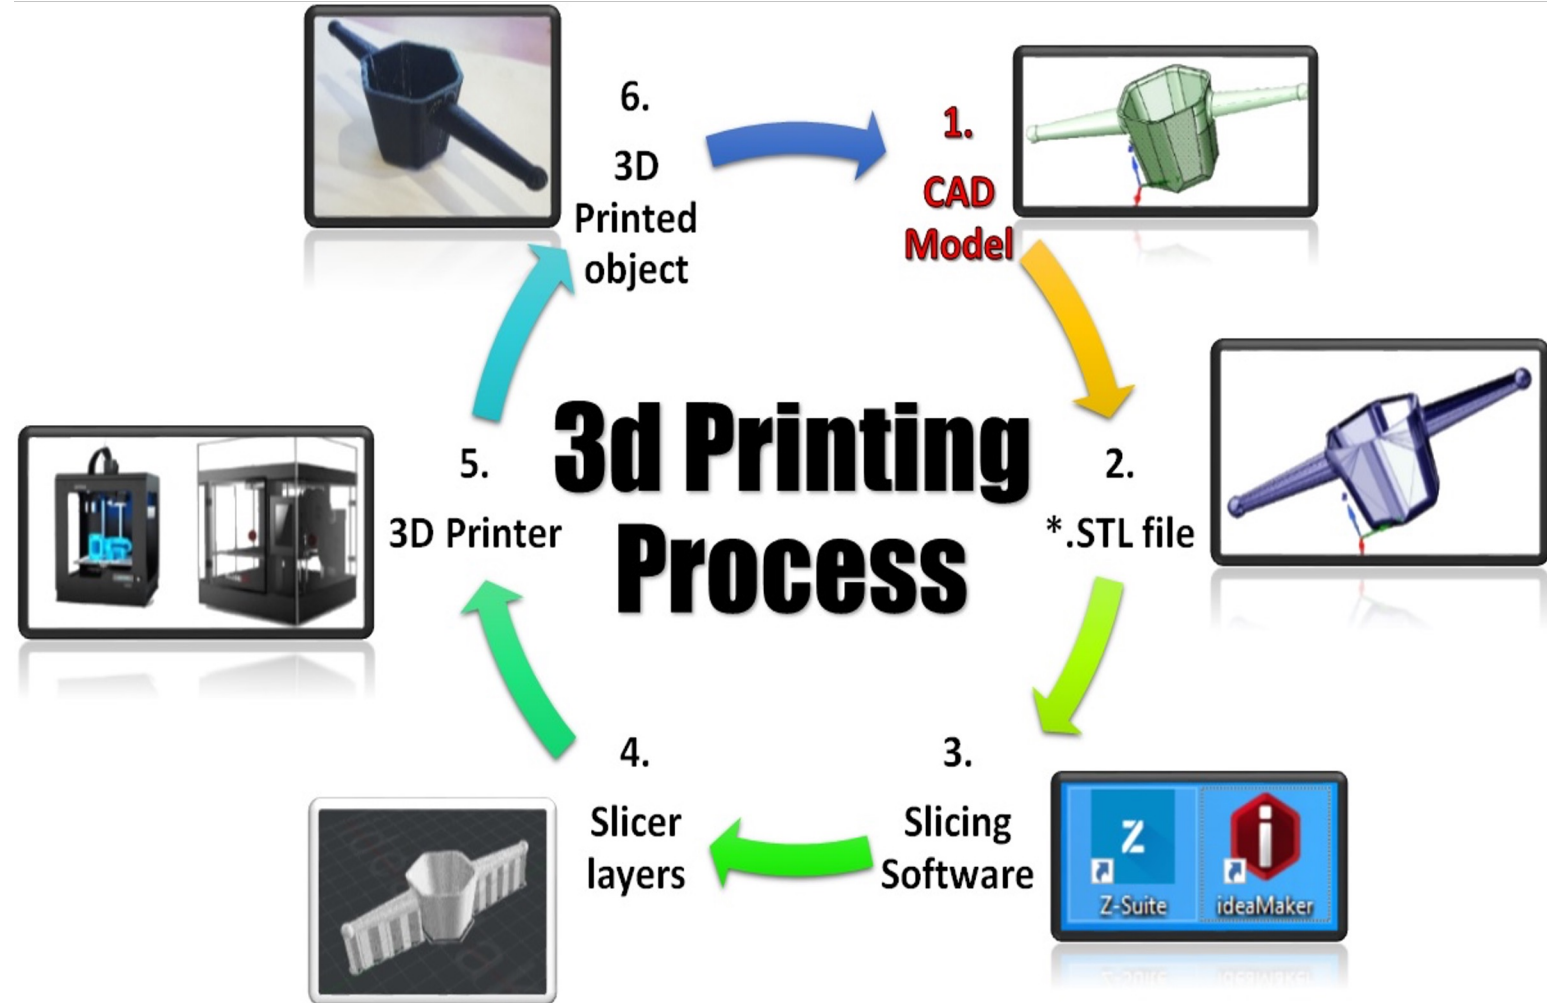 6.
3D
Printed
object
1.
CAD
Model
3d Printing
Process
5.
3D Printer
2.
*.STL file
4.
Slicer
layers
3.
Slicing
Software
Z
i
Z-Suite
ideaMaker